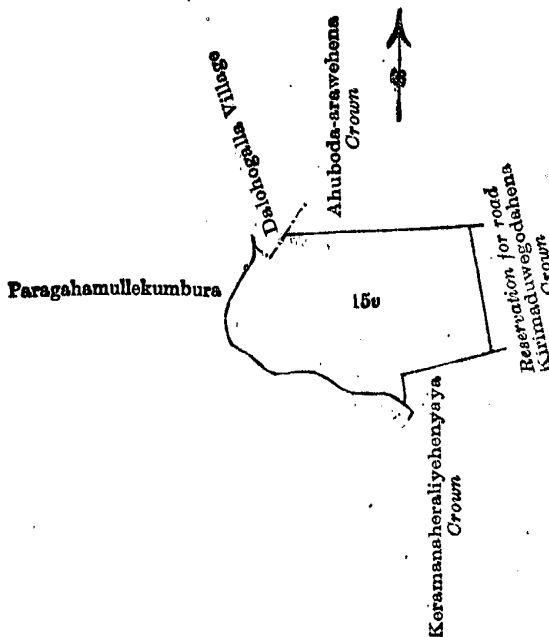 Dalohogalla Village
Ahuboda-arawehena
Crown
Paragahamullekumbura
15v
Reservation for road
Kirimaduwegodahena
Crown
Keramanaheraliyehenyaya
Crown